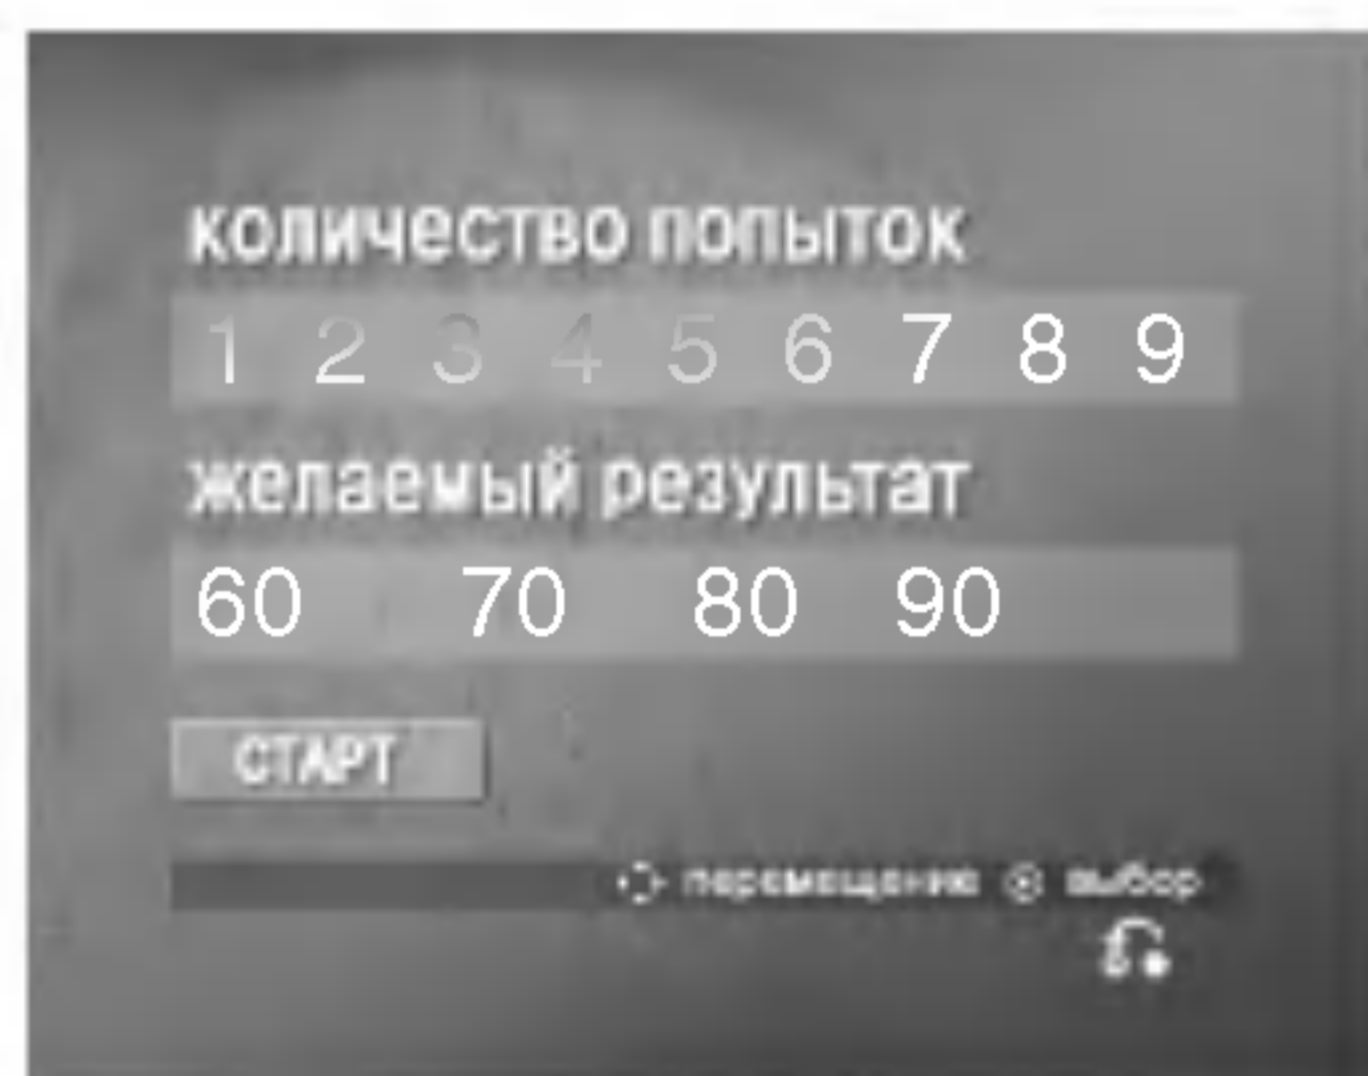 количество попыток
1 2 3 4 5 6 7 8 9
желаемый результат
60 70 80 90
СТАРТ
перемещение выбор